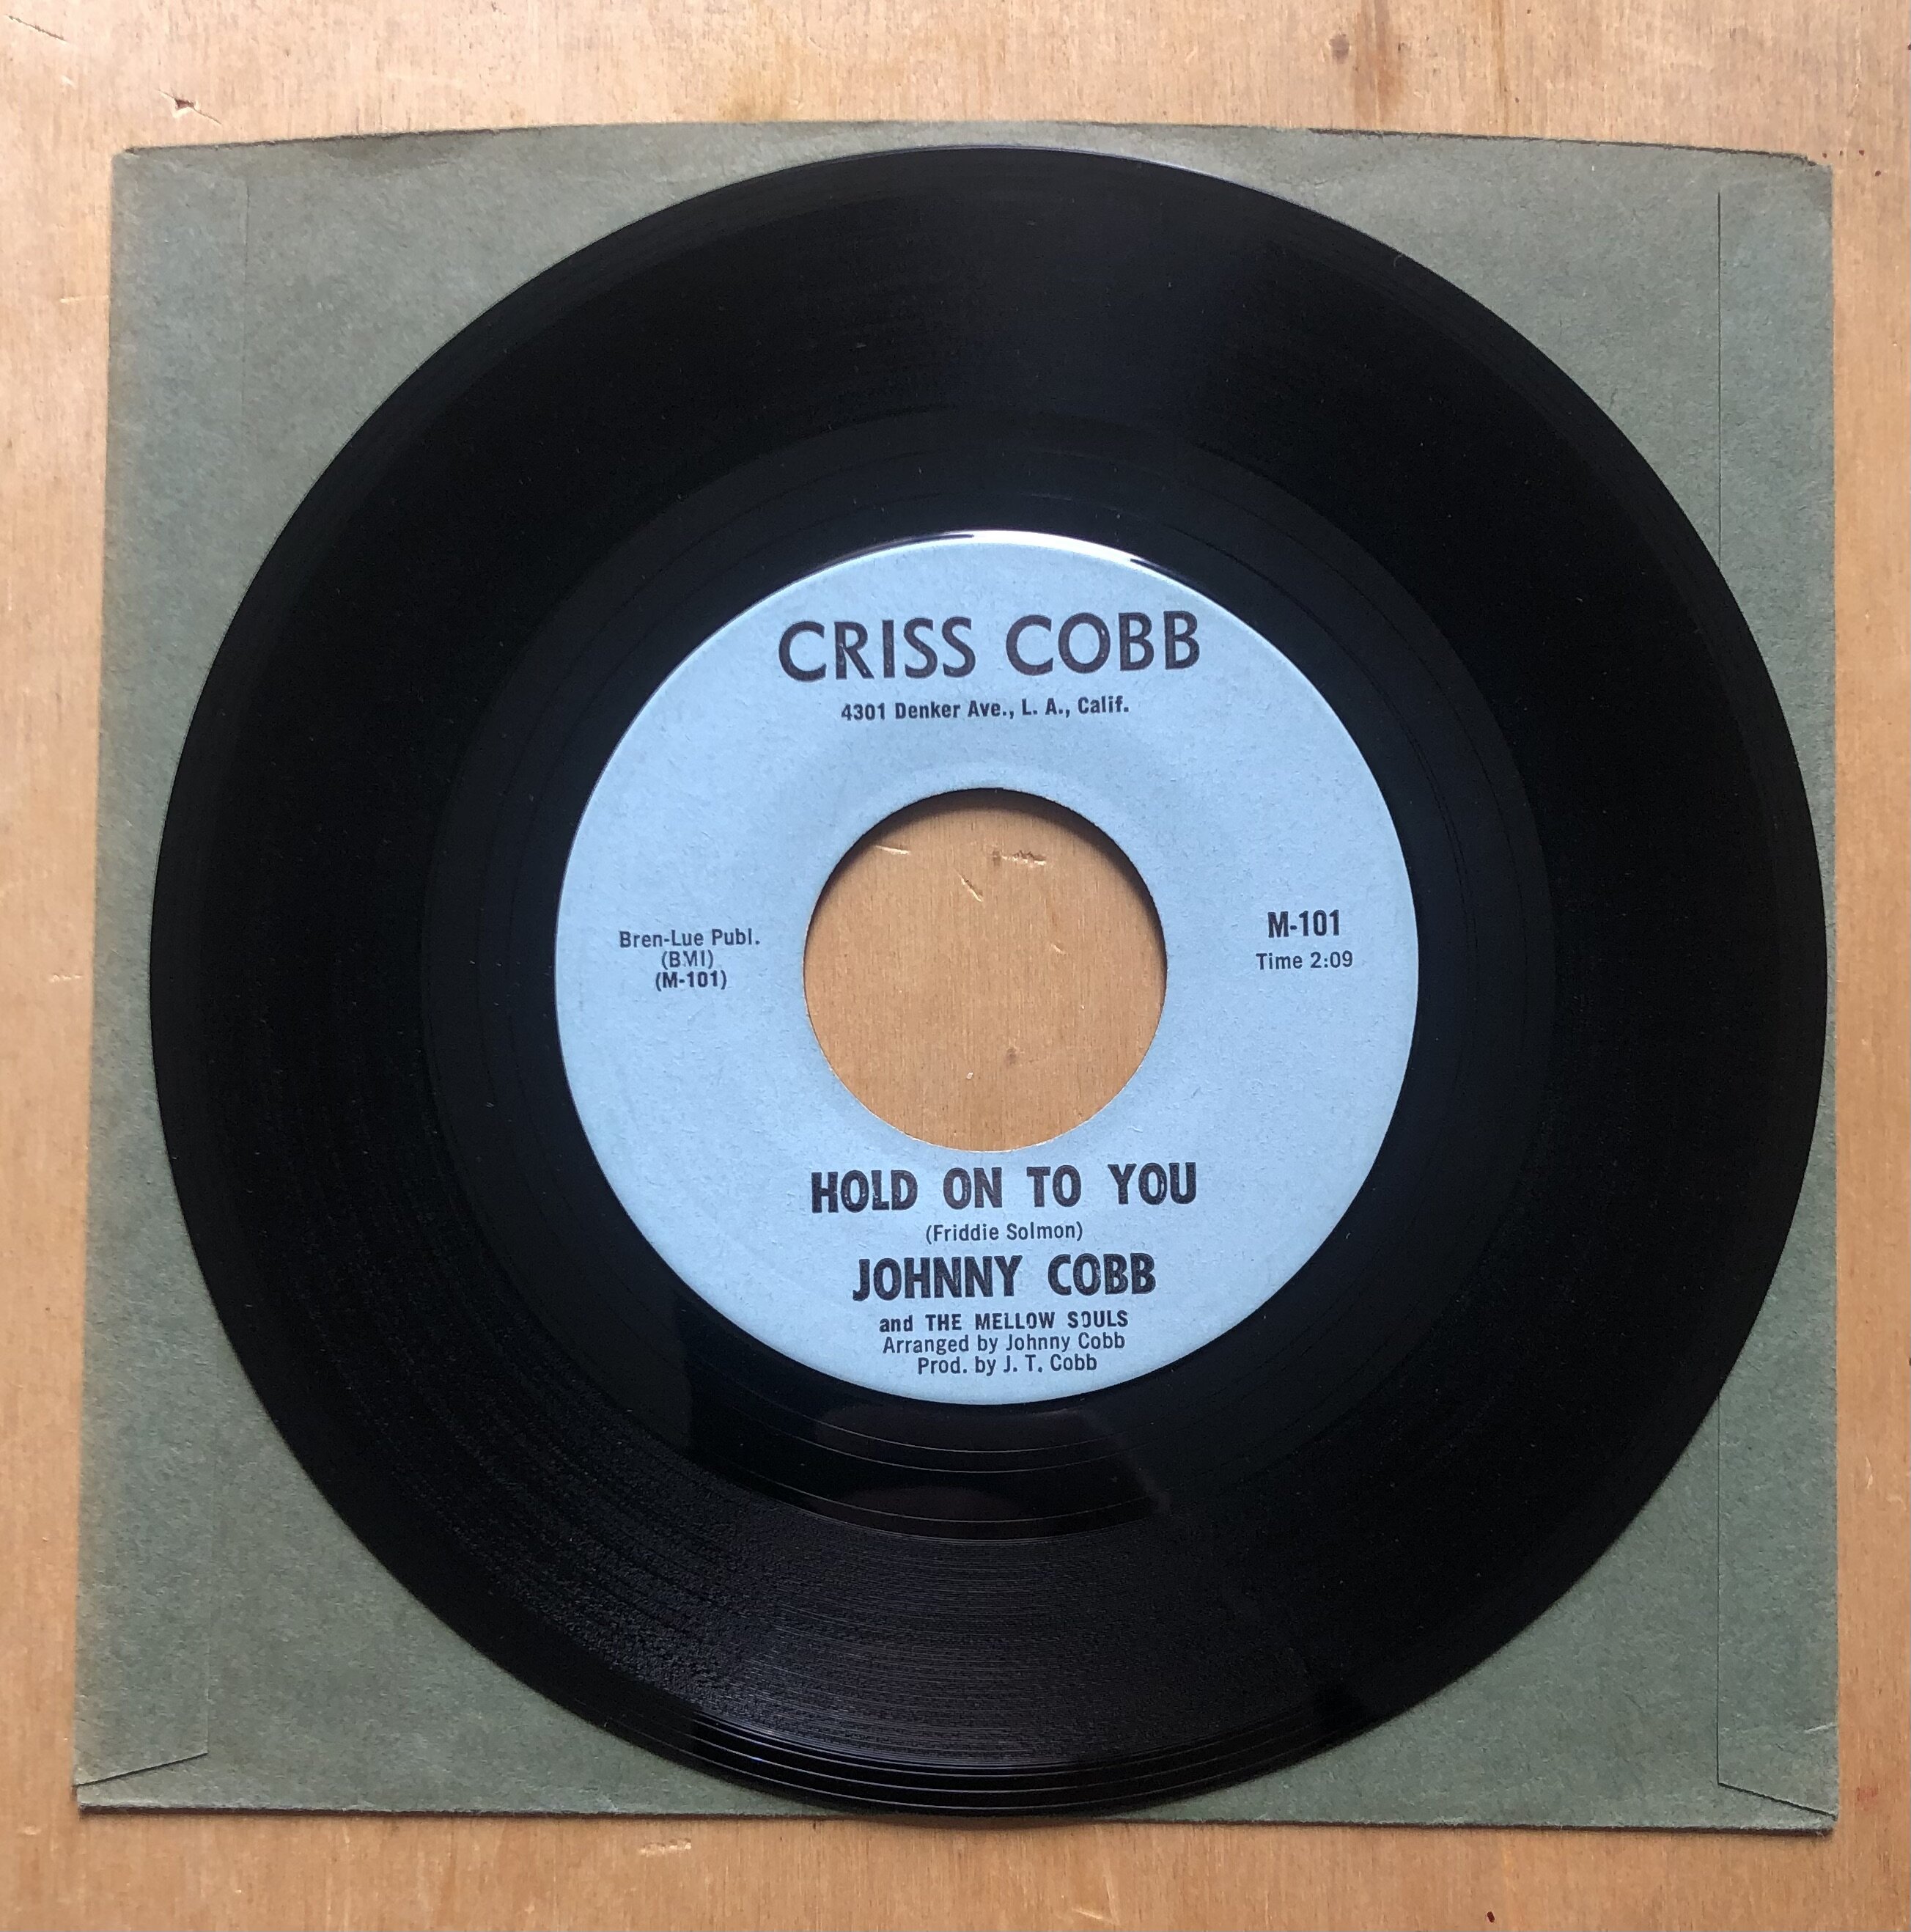 CRISS COBB
4301 Denker Ave., L. A., Calif.
Bren-Lue Publ.
(BMI)
(M-101)
M-101
Time 2:09
HOLD ON TO YOU
(Friddie Solmon)
JOHNNY COBB
and THE MELLOW SOULS
Arranged by Johnny Cobb
Prod. by J. T. Cobb